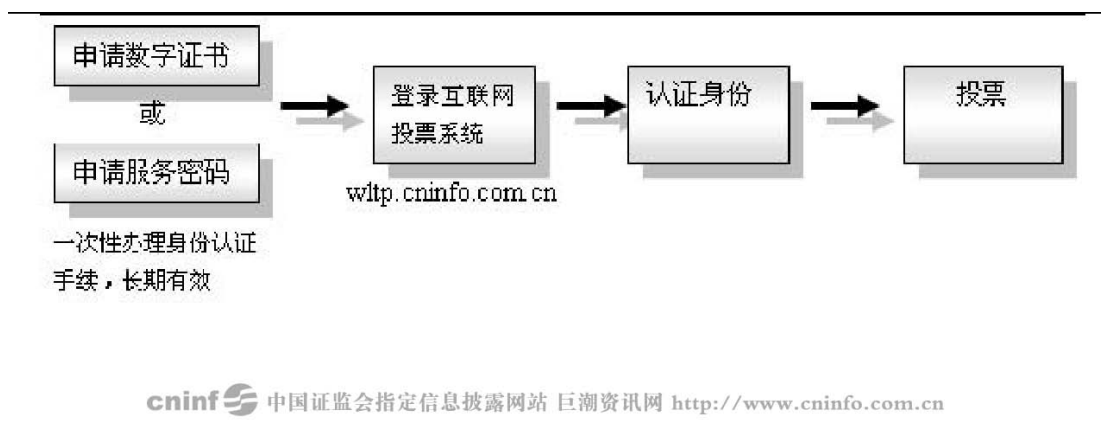 申请数字证书
或
申请服务密码
一次性办理身份认证
手续，长期有效
登录互联网
投票系统
wltp.cninfo.com.cn
认证身份
投票
cninf 中国证监会指定信息披露网站 巨潮资讯网 http://www.cninfo.com.cn